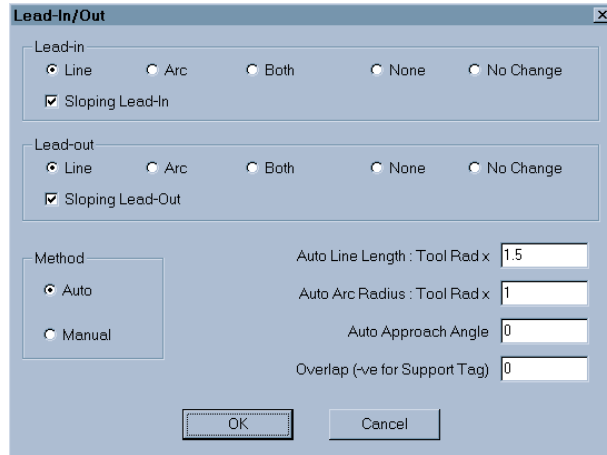 Lead-In/Out
Lead-in
Line Arc Both None No Change
Sloping Lead-In
Lead-out
Line Arc Both None No Change
Sloping Lead-Out
Method
Auto
Manual
Auto Line Length : Tool Rad x 1.5
Auto Arc Radius : Tool Rad x 1
Auto Approach Angle 0
Overlap (-ve for Support Tag) 0
OK Cancel